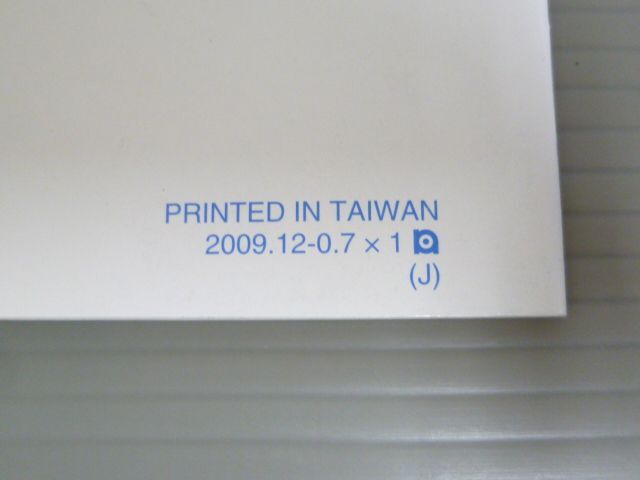 PRINTED IN TAIWAN
2009.12-0.7 × 1
(J)